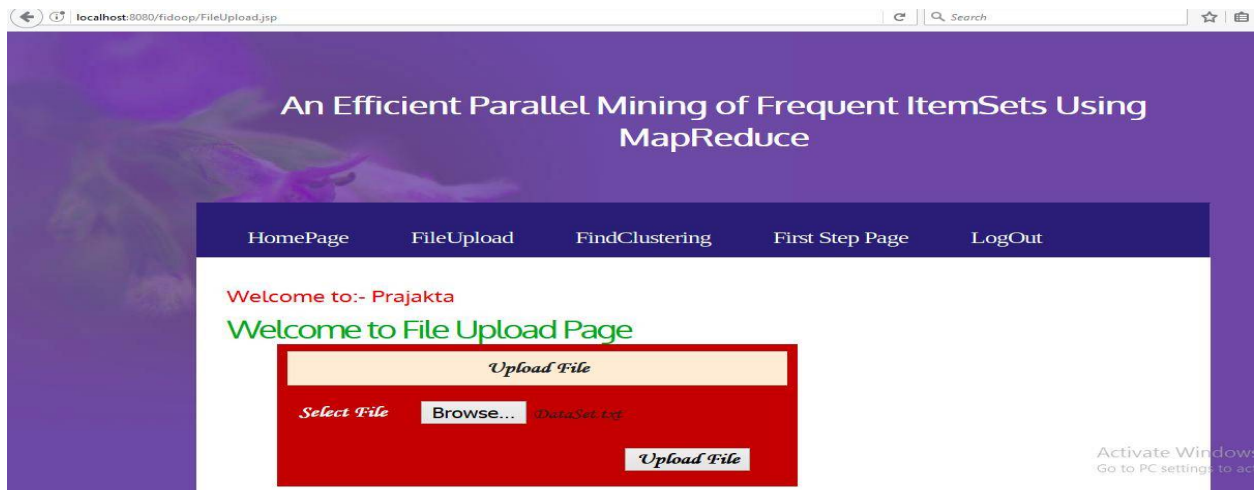 localhost:8080/fidoop/FileUpload.jsp
Search
An Efficient Parallel Mining of Frequent ItemSets Using
MapReduce
HomePage FileUpload FindClustering First Step Page LogOut
Welcome to:- Prajakta
Welcome to File Upload Page
Upload File
Select File Browse... DataSet.txt
Upload File
Activate Windows
Go to PC settings to ac